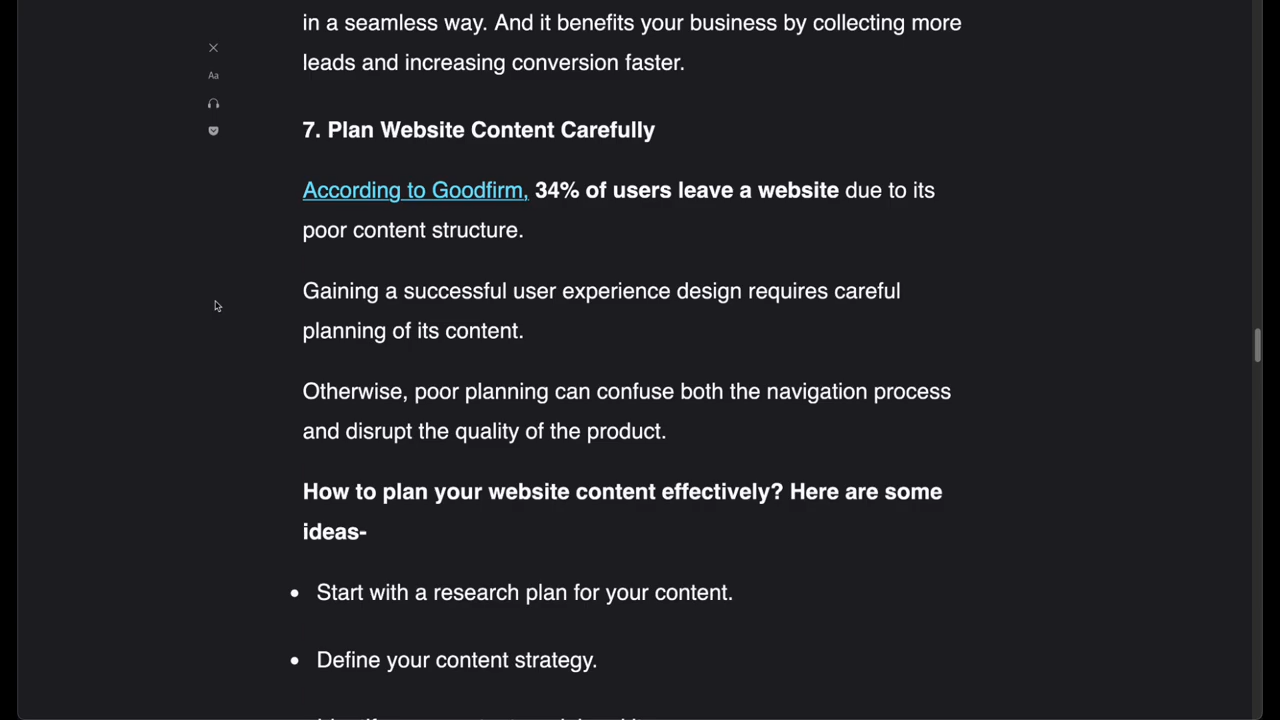 in a seamless way. And it benefits your business by collecting more
leads and increasing conversion faster.
Aa
7. Plan Website Content Carefully
According to Goodfirm, 34% of users leave a website due to its
poor content structure.
Gaining a successful user experience design requires careful
planning of its content.
Otherwise, poor planning can confuse both the navigation process
and disrupt the quality of the product.
How to plan your website content effectively? Here are some
ideas-
• Start with a research plan for your content.
• Define your content strategy.